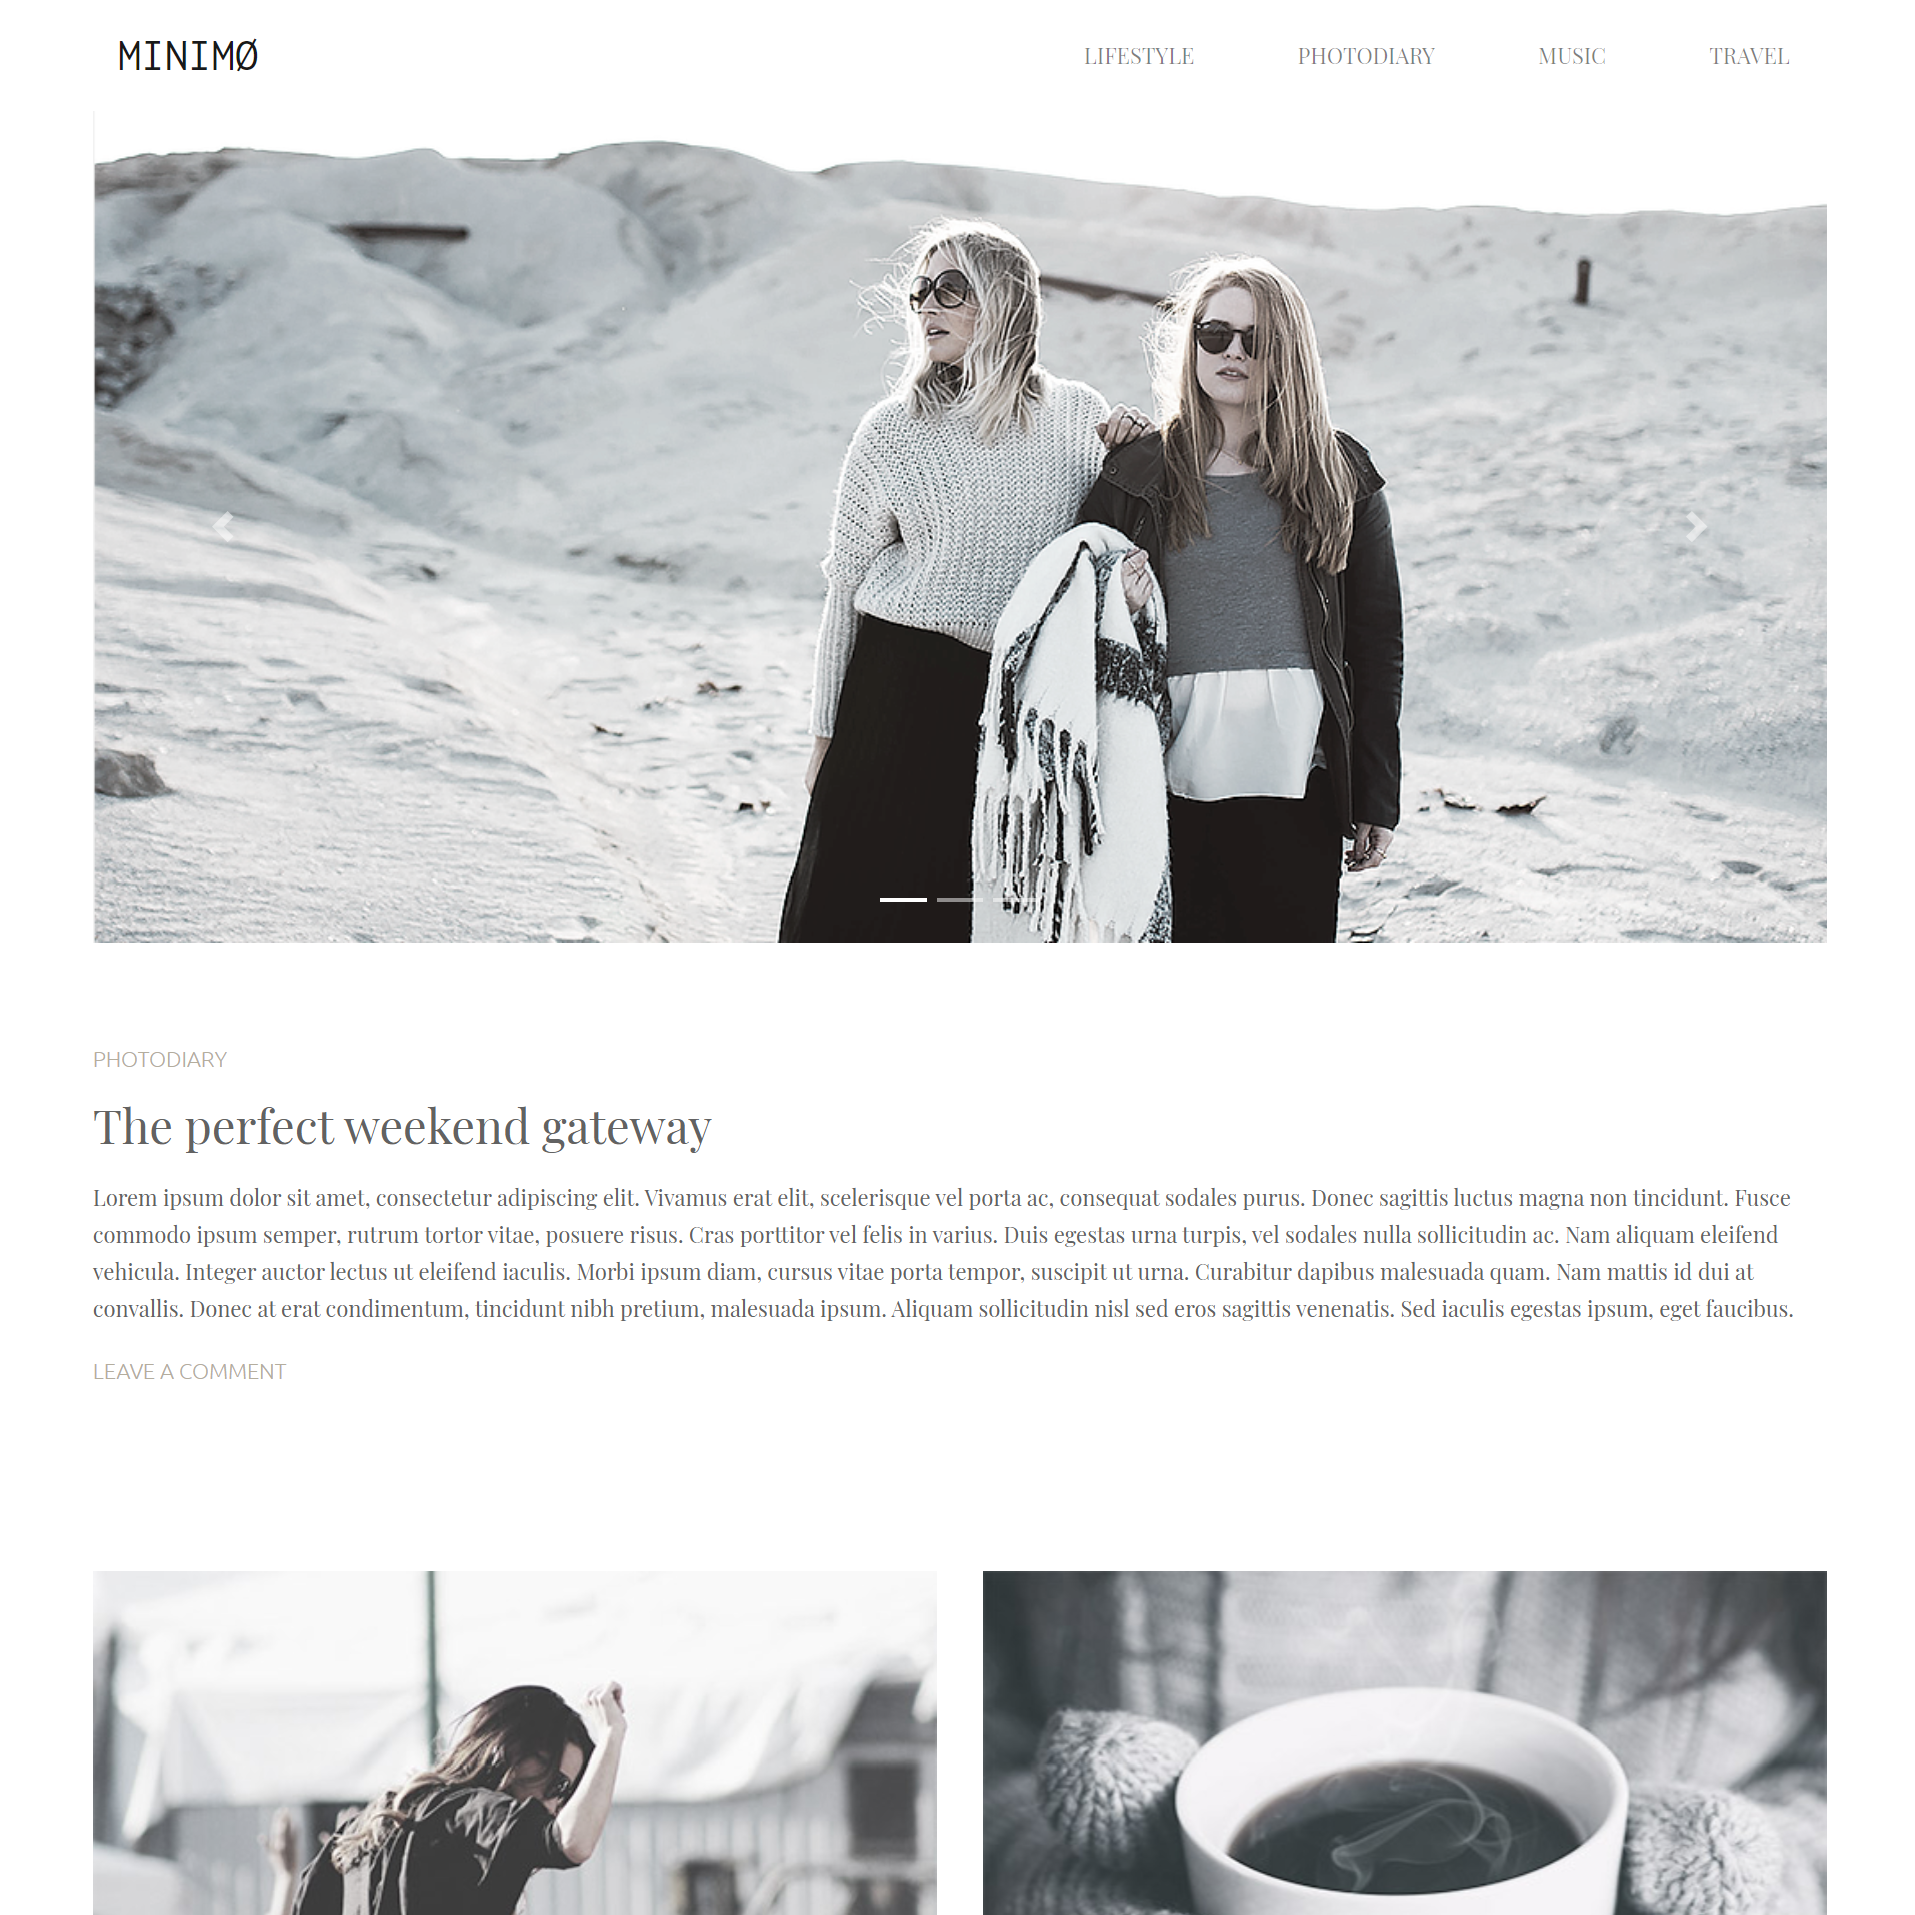 MINIMØ
LIFESTYLE
PHOTODIARY
MUSIC
TRAVEL
PHOTODIARY
The perfect weekend gateway
Lorem ipsum dolor sit amet, consectetur adipiscing elit. Vivamus erat elit, scelerisque vel porta ac, consequat sodales purus. Donec sagittis luctus magna non tincidunt. Fusce
commodo ipsum semper, rutrum tortor vitae, posuere risus. Cras porttitor vel felis in varius. Duis egestas urna turpis, vel sodales nulla sollicitudin ac. Nam aliquam eleifend
vehicula. Integer auctor lectus ut eleifend iaculis. Morbi ipsum diam, cursus vitae porta tempor, suscipit ut urna. Curabitur dapibus malesuada quam. Nam mattis id dui at
convallis. Donec at erat condimentum, tincidunt nibh pretium, malesuada ipsum. Aliquam sollicitudin nisl sed eros sagittis venenatis. Sed iaculis egestas ipsum, eget faucibus.
LEAVE A COMMENT